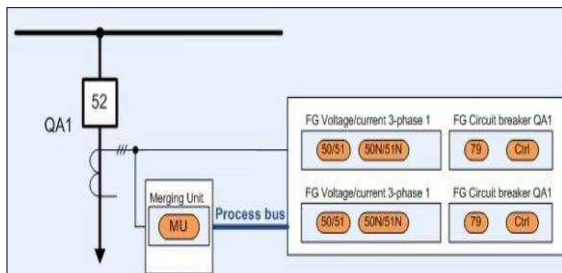 52
QA1
FG Voltage/current 3-phase 1
FG Circuit breaker QA1
50/51
50N/51N
79
Ctrl
Merging Unit
MU
Process bus
FG Voltage/current 3-phase 1
FG Circuit breaker QA1
50/51
50N/51N
79
Ctrl